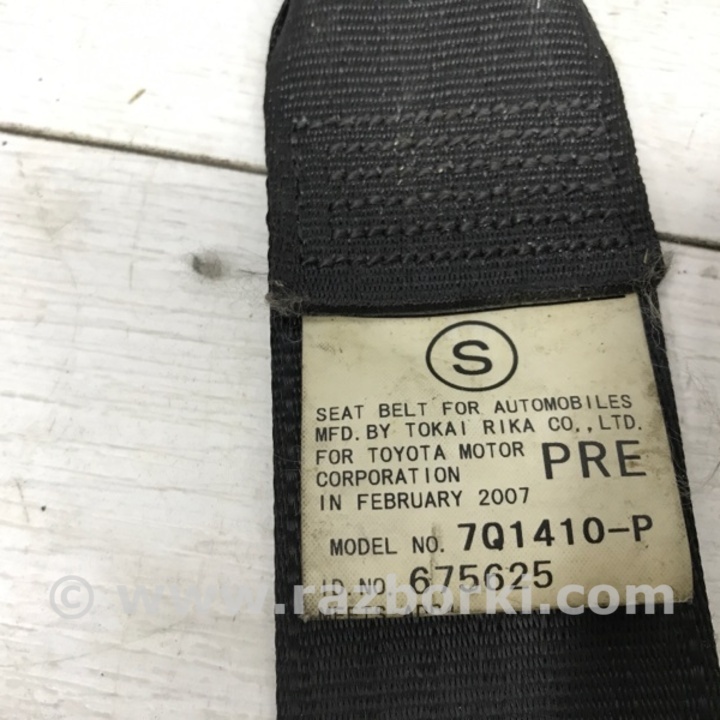 S
SEAT BELT FOR AUTOMOBILES
MFD. BY TOKAI RIKA CO., LTD.
FOR TOYOTA MOTOR
CORPORATION PRE
IN FEBRUARY 2007
MODEL NO. 7Q1410-P
ID.NO. 675625
© www.razborki.com